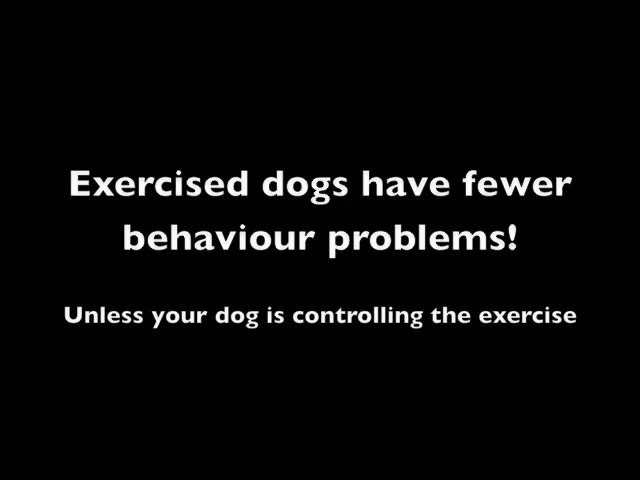 Exercised dogs have fewer
behaviour problems!
Unless your dog is controlling the exercise